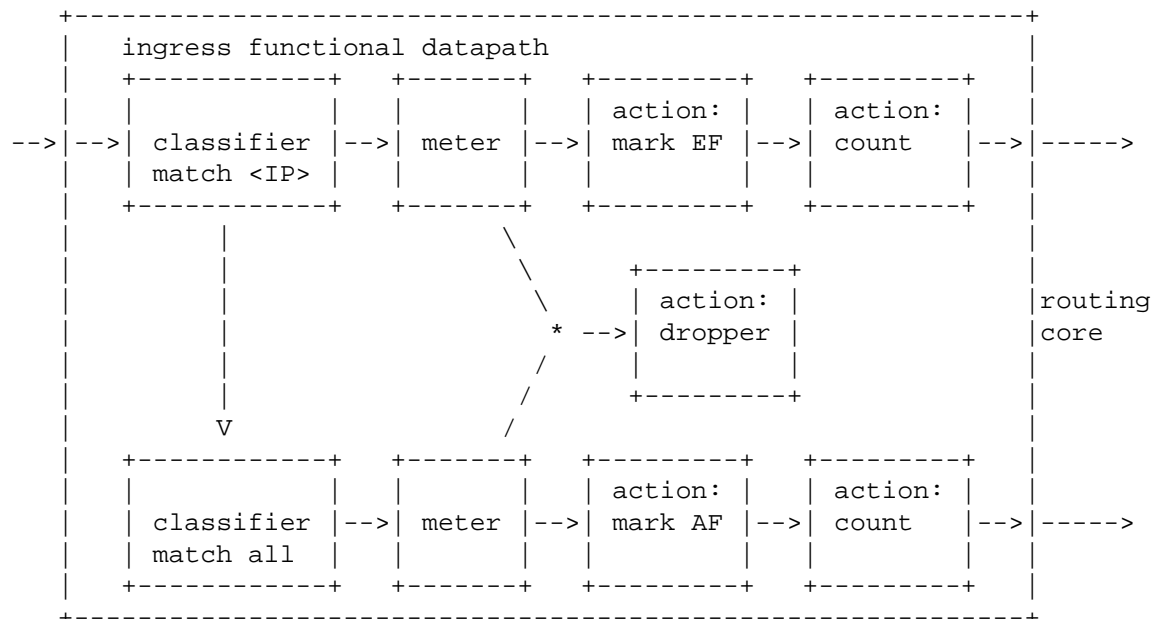 ingress functional datapath
action: action:
classifier meter mark EF count
match <IP>
action: routing
* dropper core
V
action: action:
classifier meter mark AF count
match all